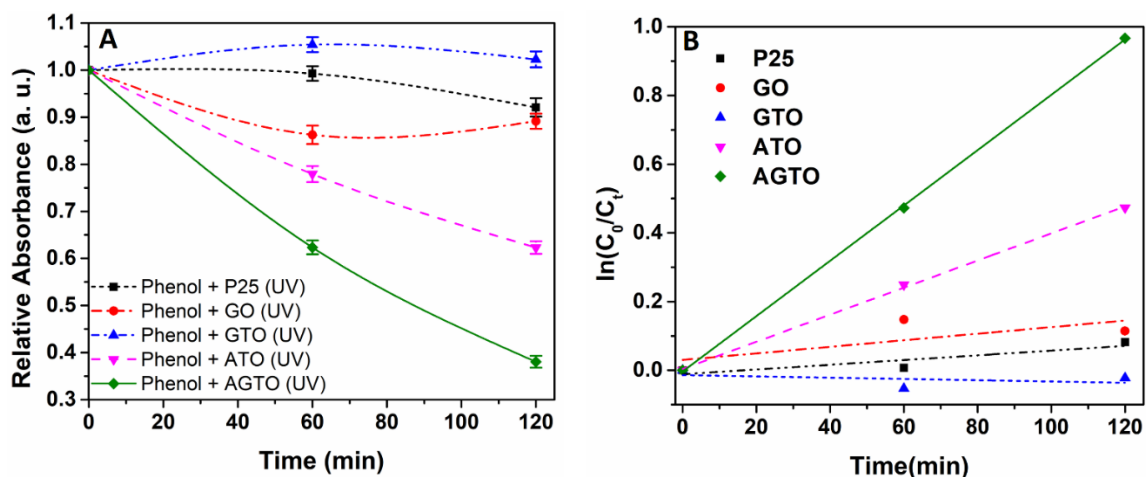 A
Relative Absorbance (a. u.)
1.1
1.0
0.9
0.8
0.7
0.6
0.5
0.4
0.3
Phenol + P25 (UV)
Phenol + GO (UV)
Phenol + GTO (UV)
Phenol + ATO (UV)
Phenol + AGTO (UV)
0 20 40 60 80 100 120
Time (min)
B
ln(C0/Ct)
1.0
0.8
0.6
0.4
0.2
0.0
P25
GO
GTO
ATO
AGTO
0 20 40 60 80 100 120
Time(min)